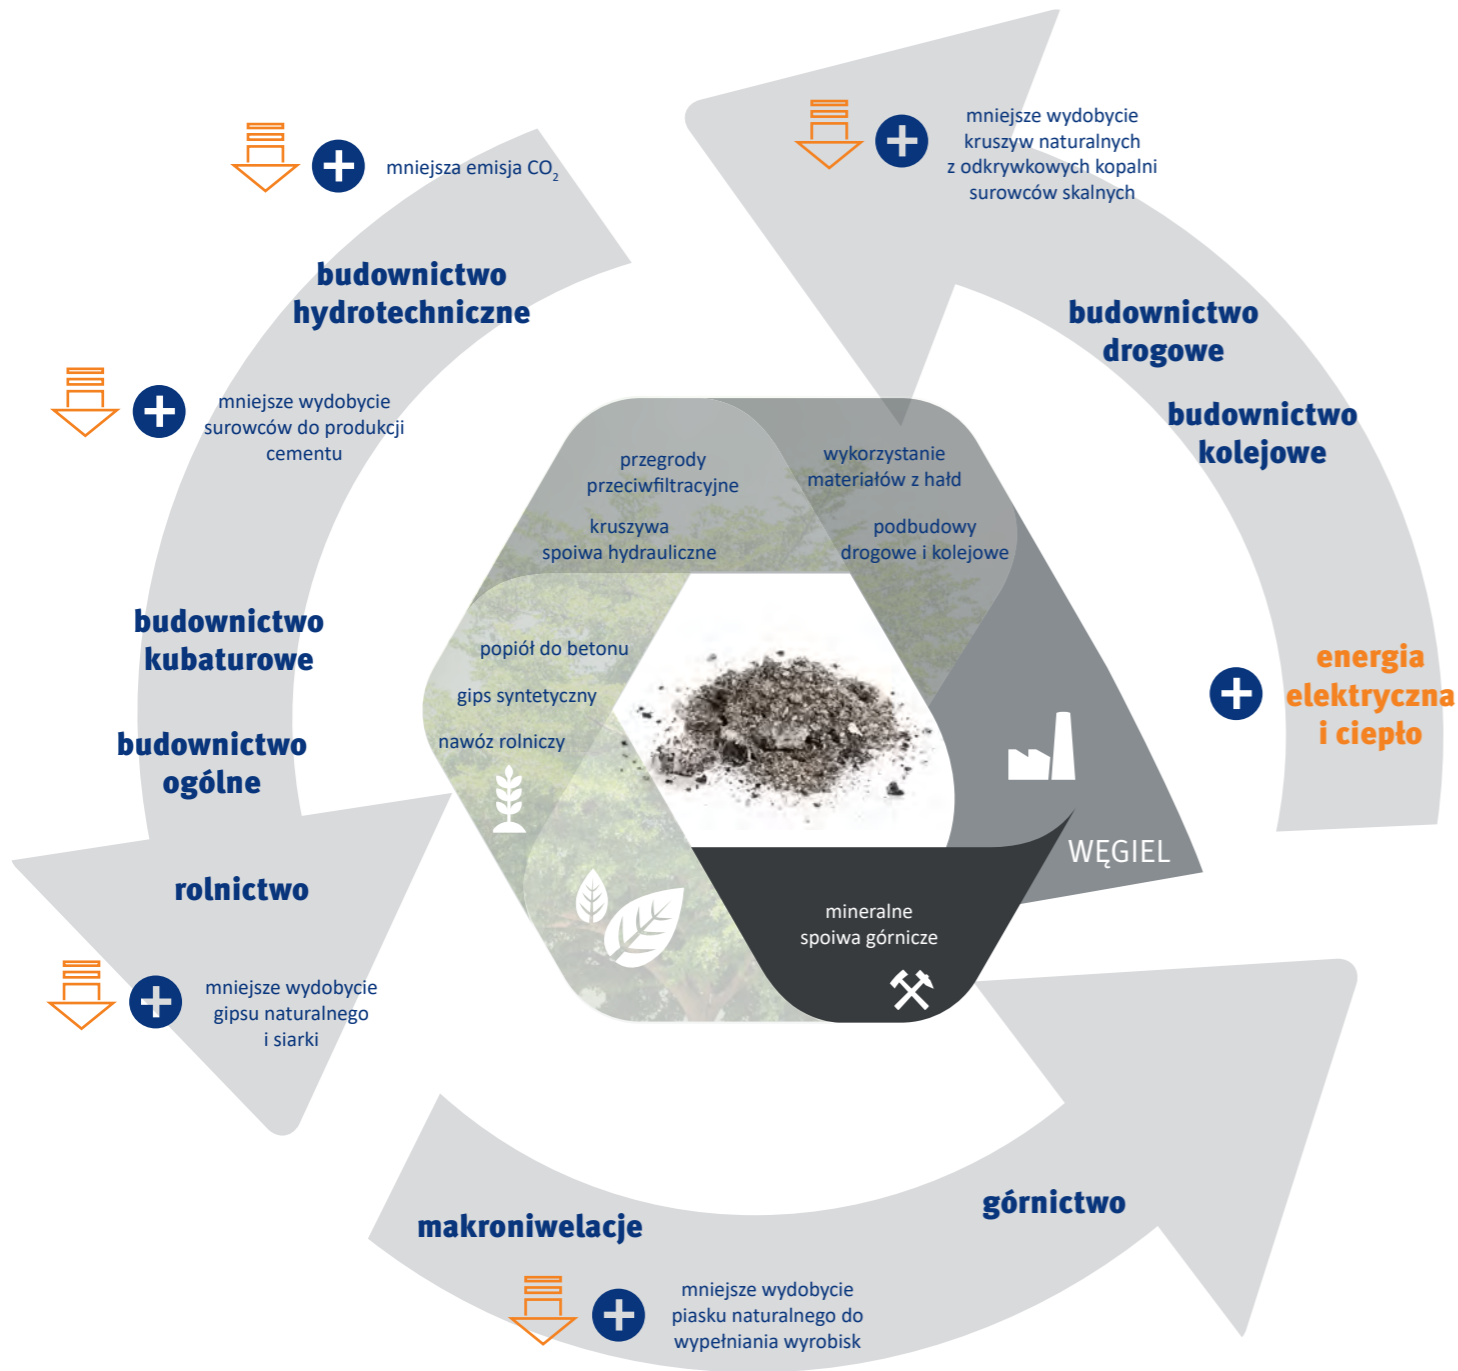 mniejsza emisja CO₂
mniejsze wydobycie
kruszyw naturalnych
z odkrywkowych kopalni
surowców skalnych
budownictwo
hydrotechniczne
budownictwo
drogowe
budownictwo
kolejowe
mniejsze wydobycie
surowców do produkcji
cementu
przegrody
przeciwfiltracyjne
kruszywa
spoiwa hydrauliczne
wykorzystanie
materiałów z hałd
podbudowy
drogowe i kolejowe
budownictwo
kubaturowe
budownictwo
ogólne
popiół do betonu
gips syntetyczny
nawóz rolniczy
energia
elektryczna
i ciepło
WĘGIEL
rolnictwo
mineralne
spoiwa górnicze
mniejsze wydobycie
gipsu naturalnego
i siarki
makroniwelacje
górnictwo
mniejsze wydobycie
piasku naturalnego do
wypełniania wyrobisk